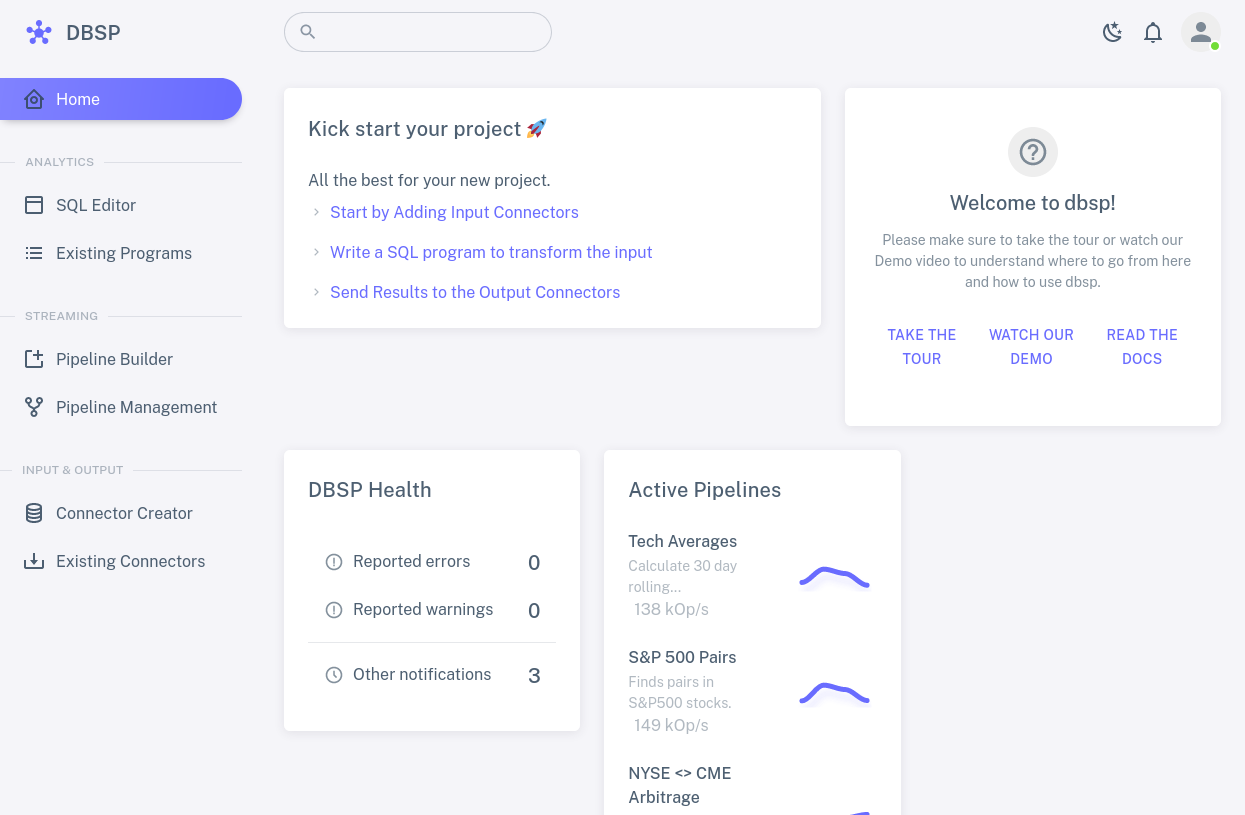 DBSP
Home
ANALYTICS
SQL Editor
Existing Programs
STREAMING
Pipeline Builder
Pipeline Management
INPUT & OUTPUT
Connector Creator
Existing Connectors
Kick start your project 🚀
All the best for your new project.
Start by Adding Input Connectors
Write a SQL program to transform the input
Send Results to the Output Connectors
Welcome to dbsp!
Please make sure to take the tour or watch our
Demo video to understand where to go from here
and how to use dbsp.
TAKE THE
TOUR
WATCH OUR
DEMO
READ THE
DOCS
DBSP Health
Reported errors 0
Reported warnings 0
Other notifications 3
Active Pipelines
Tech Averages
Calculate 30 day
rolling...
138 kOp/s
S&P 500 Pairs
Finds pairs in
S&P500 stocks.
149 kOp/s
NYSE <> CME
Arbitrage